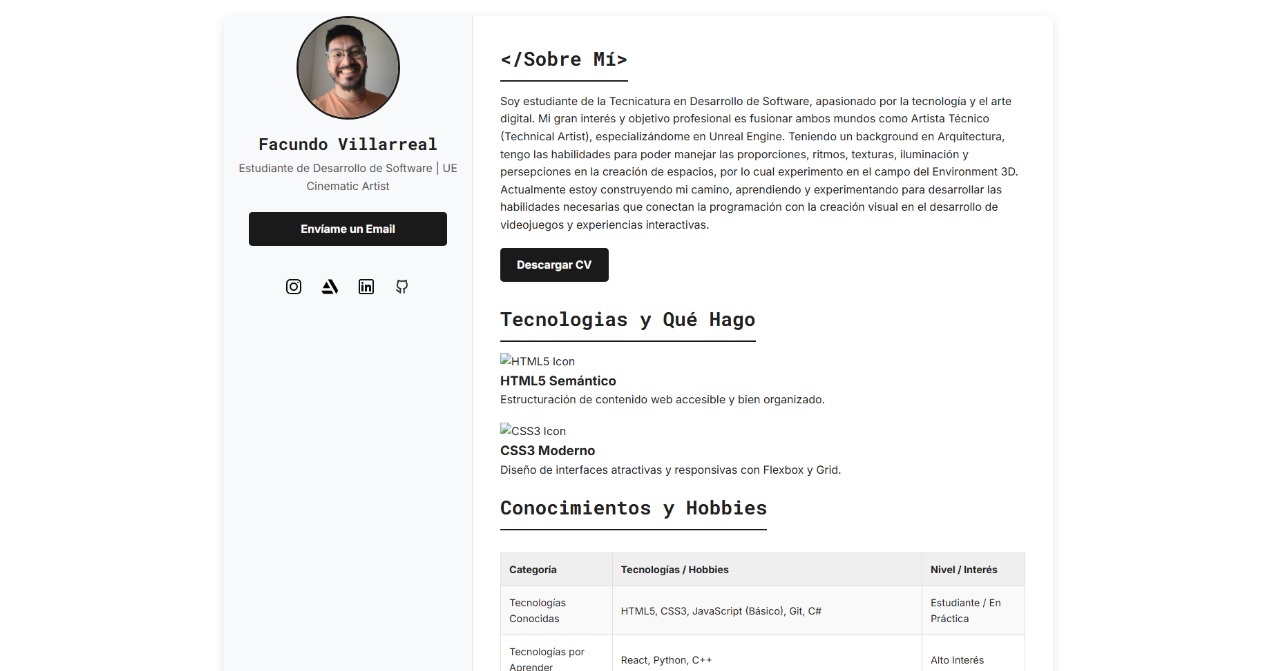 Facundo Villarreal
Estudiante de Desarrollo de Software | UE
Cinematic Artist
Envíame un Email
</Sobre Mí>
Soy estudiante de la Tecnicatura en Desarrollo de Software, apasionado por la tecnología y el arte
digital. Mi gran interés y objetivo profesional es fusionar ambos mundos como Artista Técnico
(Technical Artist), especializándome en Unreal Engine. Teniendo un background en Arquitectura,
tengo las habilidades para poder manejar las proporciones, ritmos, texturas, iluminación y
persepciones en la creación de espacios, por lo cual experimento en el campo del Environment 3D.
Actualmente estoy construyendo mi camino, aprendiendo y experimentando para desarrollar las
habilidades necesarias que conectan la programación con la creación visual en el desarrollo de
videojuegos y experiencias interactivas.
Descargar CV
Tecnologias y Qué Hago
HTML5 Icon
HTML5 Semántico
Estructuración de contenido web accesible y bien organizado.
CSS3 Icon
CSS3 Moderno
Diseño de interfaces atractivas y responsivas con Flexbox y Grid.
Conocimientos y Hobbies
Categoría
Tecnologías / Hobbies
Nivel / Interés
Tecnologías
Conocidas
HTML5, CSS3, JavaScript (Básico), Git, C#
Estudiante / En
Práctica
Tecnologías por
Aprender
React, Python, C++
Alto Interés